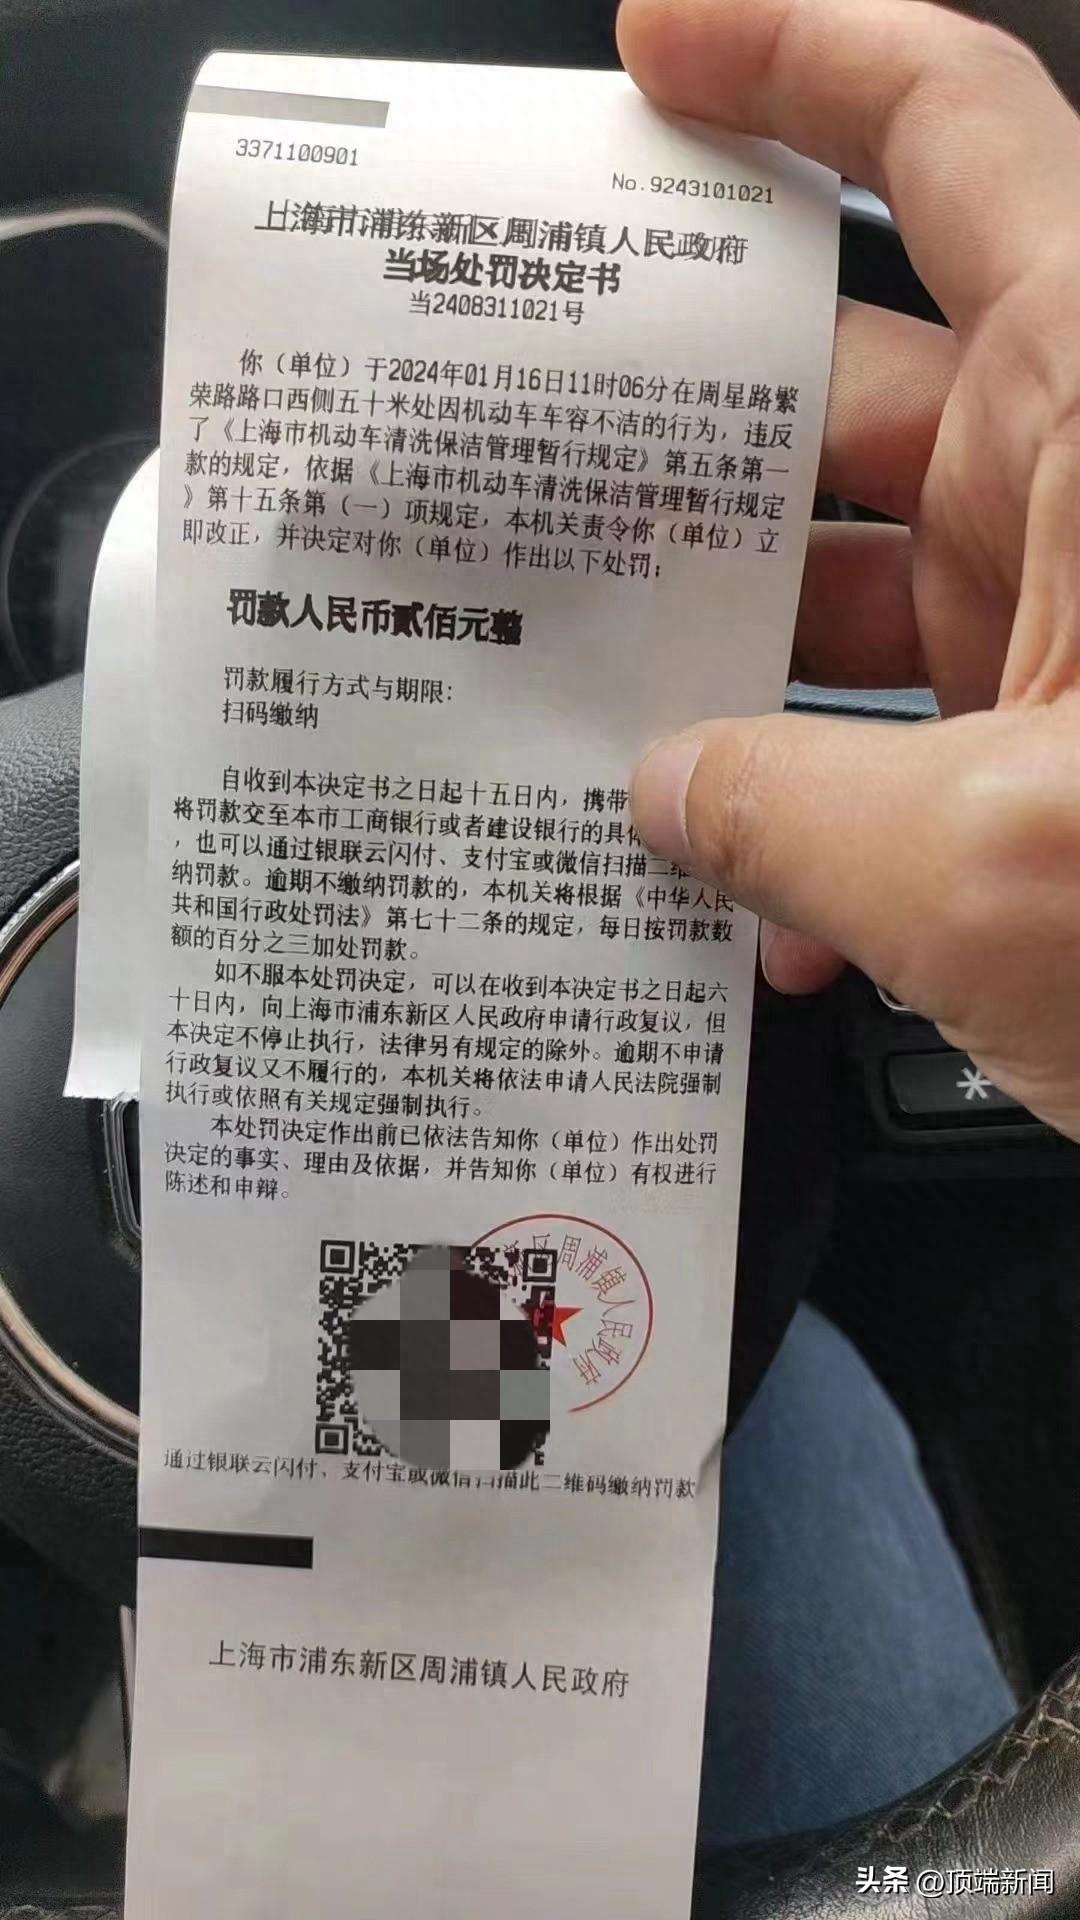 3371100901
No.9243101021
上海市浦东新区周浦镇人民政府
当场处罚决定书
当2408311021号
你（单位）于2024年01月16日11时06分在周星路繁
荣路路口西侧五十米处因机动车车容不洁的行为，违反
了《上海市机动车清洗保洁管理暂行规定》第五条第一
款的规定，依据《上海市机动车清洗保洁管理暂行规定
》第十五条第（一）项规定，本机关责令你（单位）立
即改正，并决定对你（单位）作出以下处罚：
罚款人民币贰佰元整
罚款履行方式与期限：
扫码缴纳
自收到本决定书之日起十五日内，携带
将罚款交至本市工商银行或者建设银行的具体
，也可以通过银联云闪付、支付宝或微信扫描二维
纳罚款。逾期不缴纳罚款的，本机关将根据《中华人民
共和国行政处罚法》第七十二条的规定，每日按罚款数
额的百分之三加处罚款。
如不服本处罚决定，可以在收到本决定书之日起六
十日内，向上海市浦东新区人民政府申请行政复议，但
本决定不停止执行，法律另有规定的除外。逾期不申请
行政复议又不履行的，本机关将依法申请人民法院强制
执行或依照有关规定强制执行。
本处罚决定作出前已依法告知你（单位）作出处罚
决定的事实、理由及依据，并告知你（单位）有权进行
陈述和申辩。
新区周浦镇人民政府
通过银联云闪付、支付宝或微信扫描此二维码缴纳罚款
上海市浦东新区周浦镇人民政府
头条 @顶端新闻